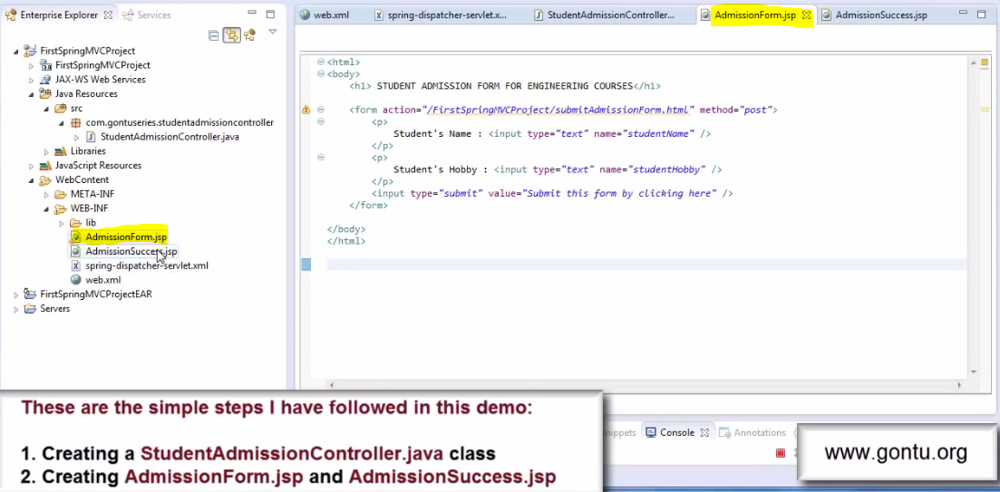 Enterprise Explorer
Services
FirstSpringMVCProject
FirstSpringMVCProject
JAX-WS Web Services
Java Resources
src
com.gontuseries.studentadmissioncontroller
StudentAdmissionController.java
Libraries
JavaScript Resources
WebContent
META-INF
WEB-INF
lib
AdmissionForm.jsp
AdmissionSuccess.jsp
spring-dispatcher-servlet.xml
web.xml
FirstSpringMVCProjectEAR
Servers
web.xml
spring-dispatcher-servlet.x...
StudentAdmissionController...
AdmissionForm.jsp
AdmissionSuccess.jsp
<html>
<body>
<h1> STUDENT ADMISSION FORM FOR ENGINEERING COURSES</h1>
<form action="/FirstSpringMVCProject/submitAdmissionForm.html" method="post">
<p>
Student's Name : <input type="text" name="studentName" />
</p>
<p>
Student's Hobby : <input type="text" name="studentHobby" />
</p>
<input type="submit" value="Submit this form by clicking here" />
</form>
</body>
</html>
These are the simple steps I have followed in this demo:
1. Creating a StudentAdmissionController.java class
2. Creating AdmissionForm.jsp and AdmissionSuccess.jsp
nippets
Console
Annotations
www.gontu.org